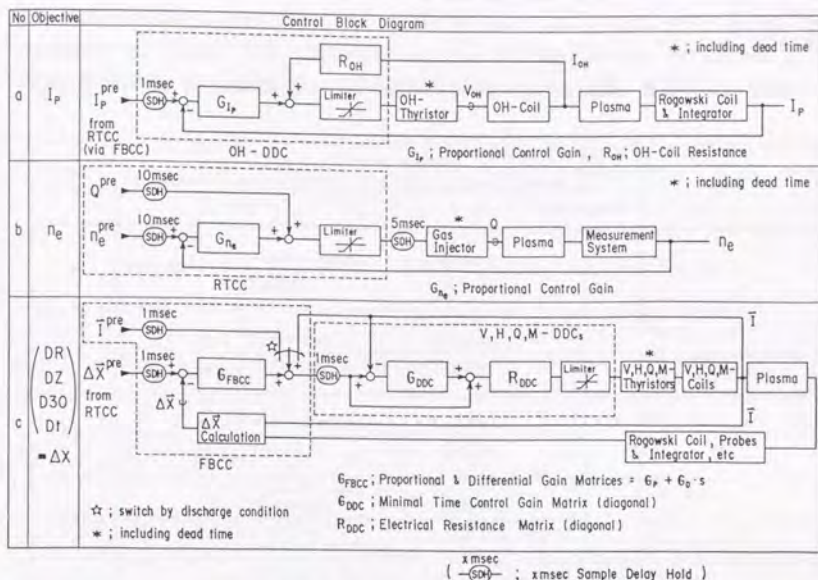 No Objective Control Block Diagram
a
I_P
I_P^pre
from
RTCC
(via FBCC)
1msec
SDH
+
-
G_Ip
+
+
R_OH
Limiter
OH-DDC
*
OH-
Thyristor
V_OH
OH-Coil
I_OH
Plasma
Rogowski Coil
& Integrator
I_P
* ; including dead time
G_Ip ; Proportional Control Gain , R_OH ; OH-Coil Resistance
b
n_e
Q^pre
10msec
SDH
n_e^pre
10msec
SDH
+
-
G_ne
+
+
Limiter
RTCC
5msec
SDH
*
Gas
Injector
Q
Plasma
Measurement
System
n_e
* ; including dead time
G_ne ; Proportional Control Gain
c
DR
DZ
D30
Dt
= ΔX
I^pre
1msec
SDH
ΔX^pre
from
RTCC
1msec
SDH
+
-
G_FBCC
☆
+
+
+
ΔX
ΔX
Calculation
FBCC
1msec
SDH
V,H,Q,M-DDCs
-
+
G_DDC
+
+
R_DDC
Limiter
*
V,H,Q,M-
Thyristors
V,H,Q,M-
Coils
I
Plasma
I
Rogowski Coil, Probes
& Integrator, etc
G_FBCC ; Proportional & Differential Gain Matrices = G_P + G_D·s
G_DDC ; Minimal Time Control Gain Matrix (diagonal)
R_DDC ; Electrical Resistance Matrix (diagonal)
☆ ; switch by discharge condition
* ; including dead time
( x msec SDH ; x msec Sample Delay Hold )